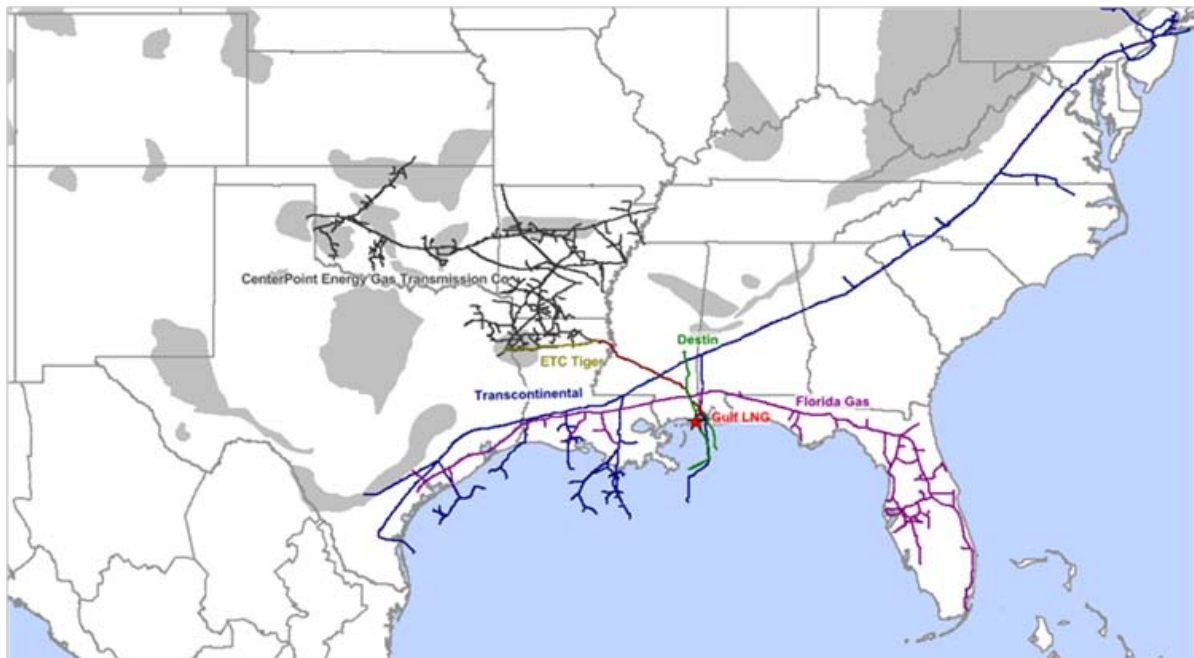 CenterPoint Energy Gas Transmission Co
Destin
ETC Tiger
Transcontinental
Florida Gas
Gulf LNG